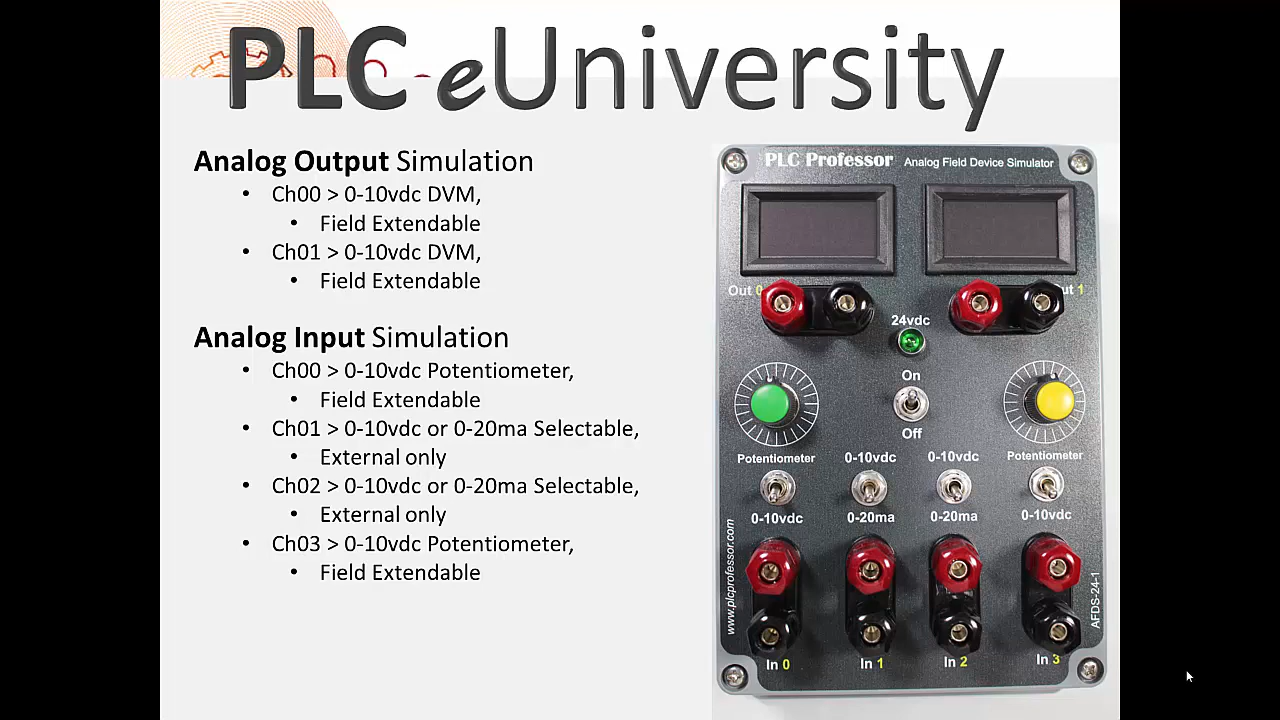 PLC eUniversity
Analog Output Simulation
• Ch00 > 0-10vdc DVM,
• Field Extendable
• Ch01 > 0-10vdc DVM,
• Field Extendable
Analog Input Simulation
• Ch00 > 0-10vdc Potentiometer,
• Field Extendable
• Ch01 > 0-10vdc or 0-20ma Selectable,
• External only
• Ch02 > 0-10vdc or 0-20ma Selectable,
• External only
• Ch03 > 0-10vdc Potentiometer,
• Field Extendable
PLC Professor Analog Field Device Simulator
Out 0
Out 1
24vdc
On
Off
Potentiometer 0-10vdc 0-10vdc Potentiometer
0-10vdc 0-20ma 0-20ma 0-10vdc
www.plcprofessor.com
AFDS-24-1
In 0 In 1 In 2 In 3